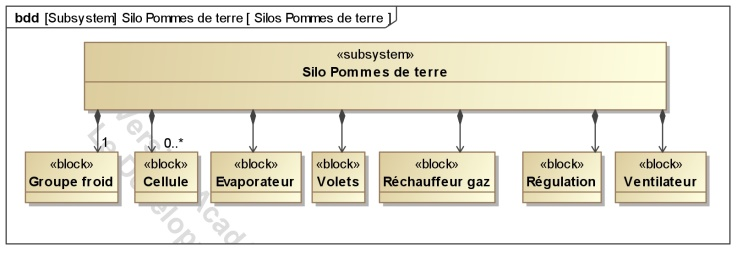 bdd [Subsystem] Silo Pommes de terre [ Silos Pommes de terre ]
«subsystem»
Silo Pommes de terre
1
0..*
«block» «block» «block» «block» «block» «block» «block»
Groupe froid Cellule Evaporateur Volets Réchauffeur gaz Régulation Ventilateur